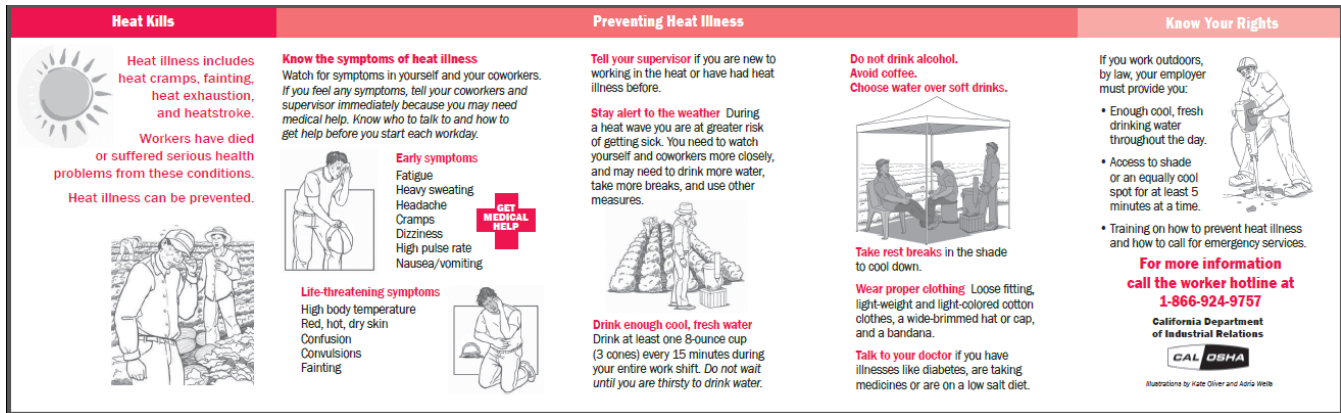 Heat Kills
Heat illness includes
heat cramps, fainting,
heat exhaustion,
and heatstroke.
Workers have died
or suffered serious health
problems from these conditions.
Heat illness can be prevented.
Preventing Heat Illness
Know the symptoms of heat illness
Watch for symptoms in yourself and your coworkers.
If you feel any symptoms, tell your coworkers and
supervisor immediately because you may need
medical help. Know who to talk to and how to
get help before you start each workday.
Early symptoms
Fatigue
Heavy sweating
Headache
Cramps
Dizziness
High pulse rate
Nausea/vomiting
GET
MEDICAL
HELP
Life-threatening symptoms
High body temperature
Red, hot, dry skin
Confusion
Convulsions
Fainting
Tell your supervisor if you are new to
working in the heat or have had heat
illness before.
Stay alert to the weather During
a heat wave you are at greater risk
of getting sick. You need to watch
yourself and coworkers more closely,
and may need to drink more water,
take more breaks, and use other
measures.
Drink enough cool, fresh water
Drink at least one 8-ounce cup
(3 cones) every 15 minutes during
your entire work shift. Do not wait
until you are thirsty to drink water.
Do not drink alcohol.
Avoid coffee.
Choose water over soft drinks.
Take rest breaks in the shade
to cool down.
Wear proper clothing Loose fitting,
light-weight and light-colored cotton
clothes, a wide-brimmed hat or cap,
and a bandana.
Talk to your doctor if you have
illnesses like diabetes, are taking
medicines or are on a low salt diet.
Know Your Rights
If you work outdoors,
by law, your employer
must provide you:
• Enough cool, fresh
drinking water
throughout the day.
• Access to shade
or an equally cool
spot for at least 5
minutes at a time.
• Training on how to prevent heat illness
and how to call for emergency services.
For more information
call the worker hotline at
1-866-924-9757
California Department
of Industrial Relations
CAL OSHA
Illustrations by Kate Oliver and Adria Wells